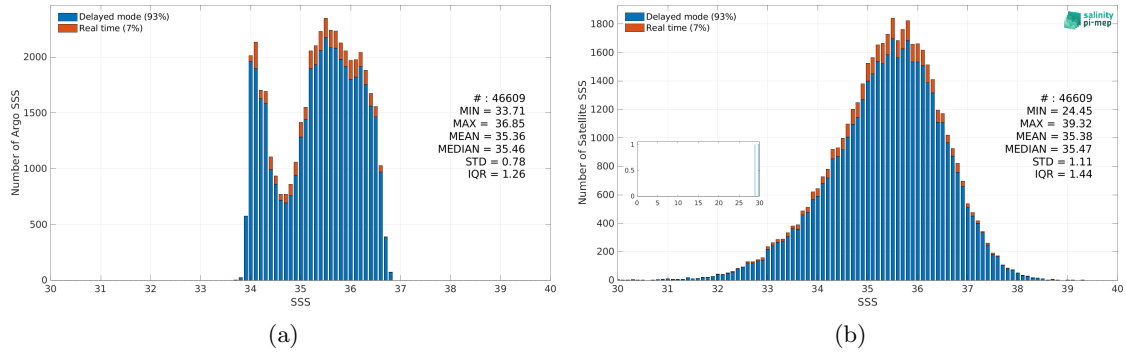 Delayed mode (93%)
Real time (7%)
Number of Argo SSS
2000
1500
1000
500
0
# : 46609
MIN = 33.71
MAX = 36.85
MEAN = 35.36
MEDIAN = 35.46
STD = 0.78
IQR = 1.26
30 31 32 33 34 35 36 37 38 39 40
SSS
(a)
Delayed mode (93%)
Real time (7%)
salinity
pi-mep
Number of Satellite SSS
1800
1600
1400
1200
1000
800
600
400
200
0
# : 46609
MIN = 24.45
MAX = 39.32
MEAN = 35.38
MEDIAN = 35.47
STD = 1.11
IQR = 1.44
1
0.5
0
0 5 10 15 20 25 30
30 31 32 33 34 35 36 37 38 39 40
SSS
(b)